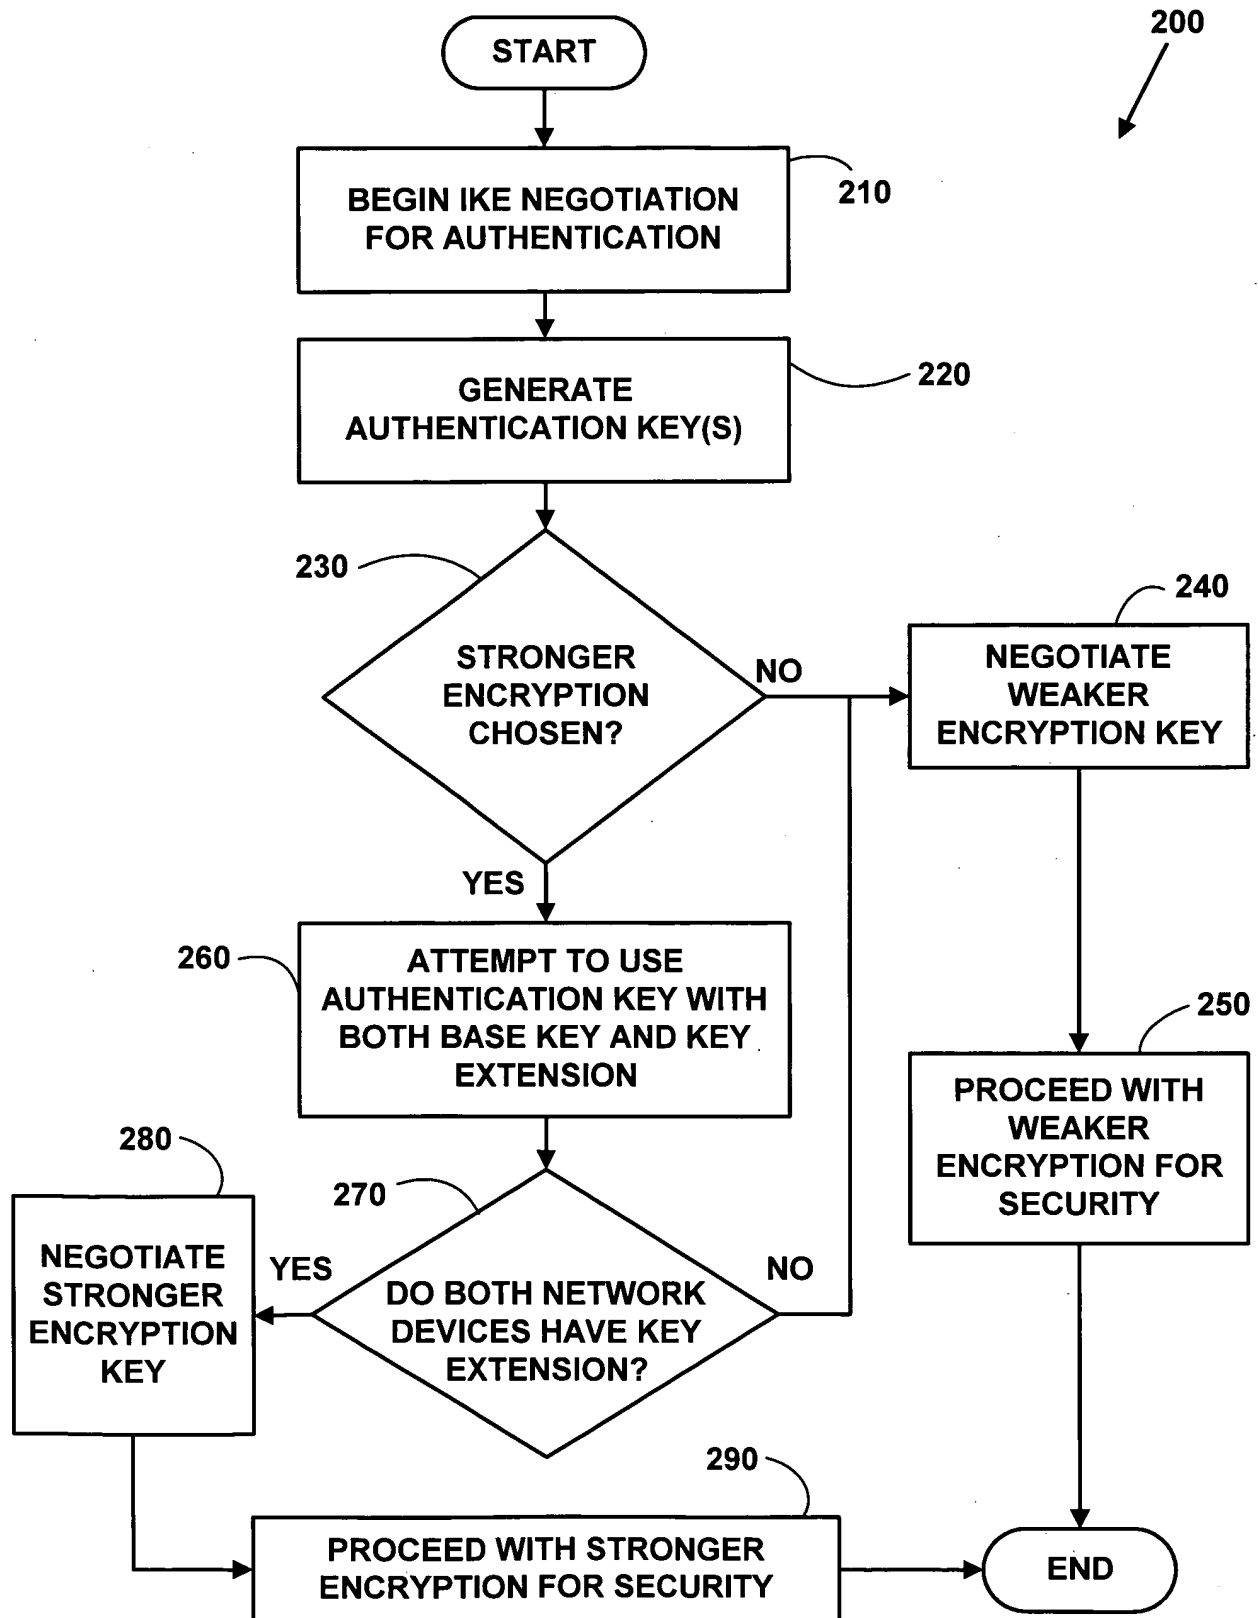 200
START
210
BEGIN IKE NEGOTIATION
FOR AUTHENTICATION
220
GENERATE
AUTHENTICATION KEY(S)
230
STRONGER
ENCRYPTION
CHOSEN?
NO
240
NEGOTIATE
WEAKER
ENCRYPTION KEY
YES
260
ATTEMPT TO USE
AUTHENTICATION KEY WITH
BOTH BASE KEY AND KEY
EXTENSION
250
PROCEED WITH
WEAKER
ENCRYPTION FOR
SECURITY
270
DO BOTH NETWORK
DEVICES HAVE KEY
EXTENSION?
YES
NO
280
NEGOTIATE
STRONGER
ENCRYPTION
KEY
290
PROCEED WITH STRONGER
ENCRYPTION FOR SECURITY
END